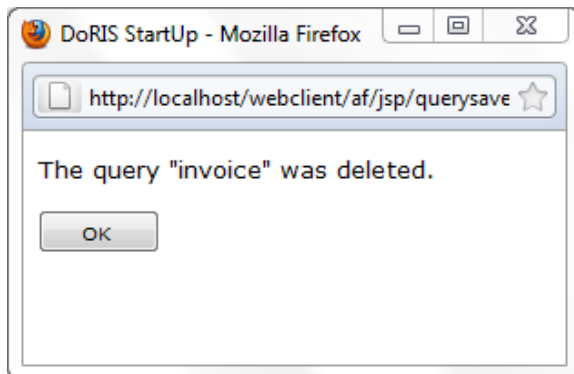 DoRIS StartUp - Mozilla Firefox
http://localhost/webclient/af/jsp/querysave
The query "invoice" was deleted.
OK